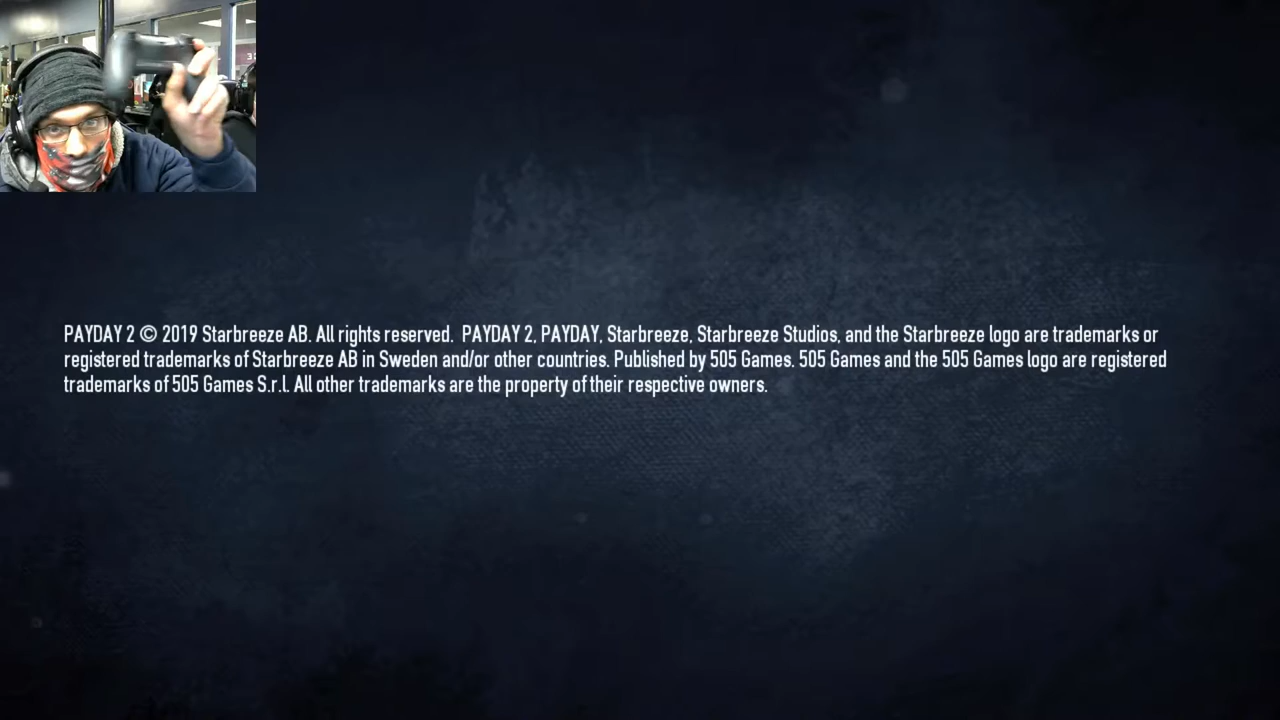 PAYDAY 2 © 2019 Starbreeze AB. All rights reserved.  PAYDAY 2, PAYDAY, Starbreeze, Starbreeze Studios, and the Starbreeze logo are trademarks or
registered trademarks of Starbreeze AB in Sweden and/or other countries. Published by 505 Games. 505 Games and the 505 Games logo are registered
trademarks of 505 Games S.r.l. All other trademarks are the property of their respective owners.